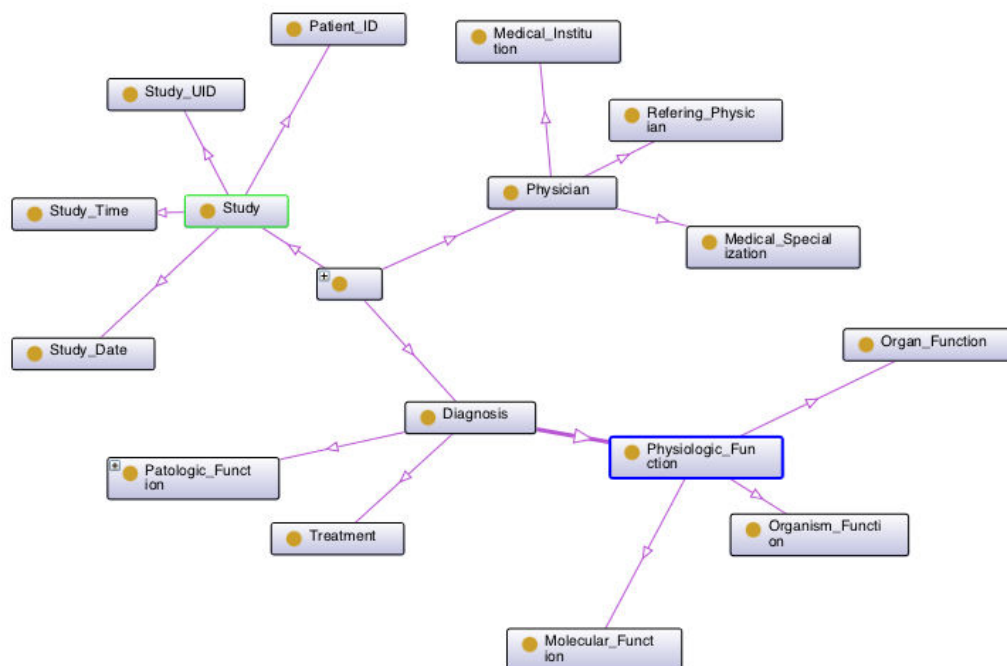 Patient_ID
Medical_Institu
tion
Study_UID
Refering_Physic
ian
Physician
Study_Time
Study
Medical_Special
ization
Study_Date
Organ_Function
Diagnosis
Physiologic_Fun
ction
Patologic_Funct
ion
Treatment
Organism_Functi
on
Molecular_Funct
ion